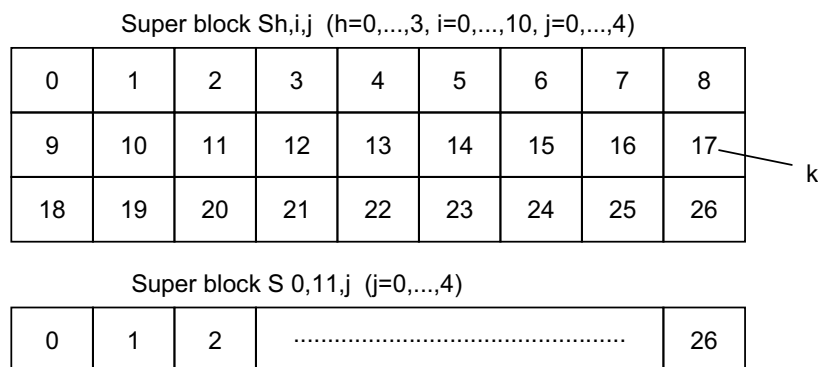 Super block Sh,i,j (h=0,...,3, i=0,...,10, j=0,...,4)
0 1 2 3 4 5 6 7 8
9 10 11 12 13 14 15 16 17
k
18 19 20 21 22 23 24 25 26
Super block S 0,11,j (j=0,...,4)
0 1 2 ................................................ 26